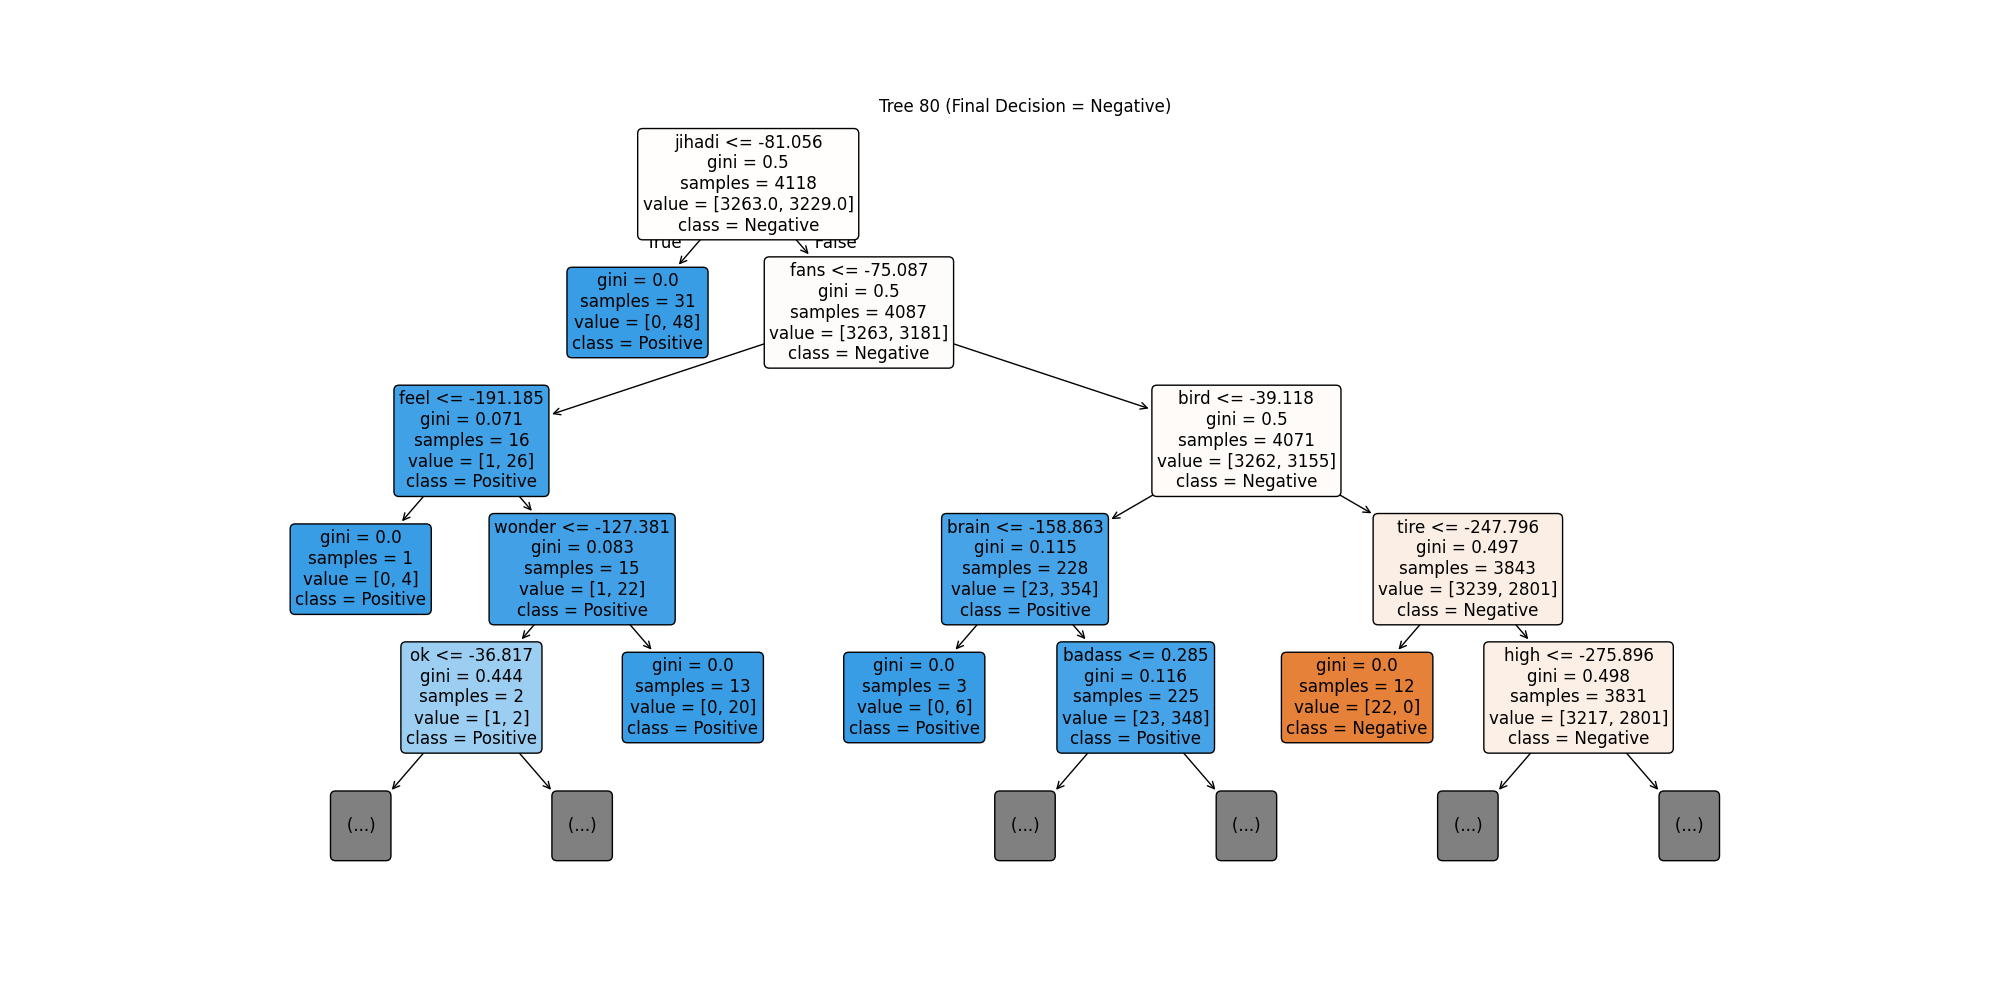 Tree 80 (Final Decision = Negative)
jihadi <= -81.056
gini = 0.5
samples = 4118
value = [3263.0, 3229.0]
class = Negative
True
False
gini = 0.0
samples = 31
value = [0, 48]
class = Positive
fans <= -75.087
gini = 0.5
samples = 4087
value = [3263, 3181]
class = Negative
feel <= -191.185
gini = 0.071
samples = 16
value = [1, 26]
class = Positive
bird <= -39.118
gini = 0.5
samples = 4071
value = [3262, 3155]
class = Negative
gini = 0.0
samples = 1
value = [0, 4]
class = Positive
wonder <= -127.381
gini = 0.083
samples = 15
value = [1, 22]
class = Positive
brain <= -158.863
gini = 0.115
samples = 228
value = [23, 354]
class = Positive
tire <= -247.796
gini = 0.497
samples = 3843
value = [3239, 2801]
class = Negative
ok <= -36.817
gini = 0.444
samples = 2
value = [1, 2]
class = Positive
gini = 0.0
samples = 13
value = [0, 20]
class = Positive
gini = 0.0
samples = 3
value = [0, 6]
class = Positive
badass <= 0.285
gini = 0.116
samples = 225
value = [23, 348]
class = Positive
gini = 0.0
samples = 12
value = [22, 0]
class = Negative
high <= -275.896
gini = 0.498
samples = 3831
value = [3217, 2801]
class = Negative
(...)
(...)
(...)
(...)
(...)
(...)